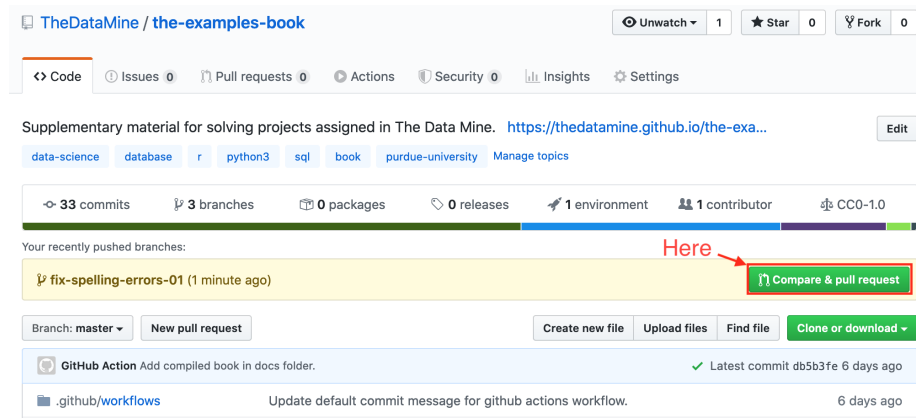 TheDataMine / the-examples-book Unwatch 1 Star 0 Fork 0
Code Issues 0 Pull requests 0 Actions Security 0 Insights Settings
Supplementary material for solving projects assigned in The Data Mine. https://thedatamine.github.io/the-exa... Edit
data-science database r python3 sql book purdue-university Manage topics
33 commits 3 branches 0 packages 0 releases 1 environment 1 contributor CC0-1.0
Your recently pushed branches:
Here
fix-spelling-errors-01 (1 minute ago) Compare & pull request
Branch: master New pull request Create new file Upload files Find file Clone or download
GitHub Action Add compiled book in docs folder. Latest commit db5b3fe 6 days ago
.github/workflows Update default commit message for github actions workflow. 6 days ago